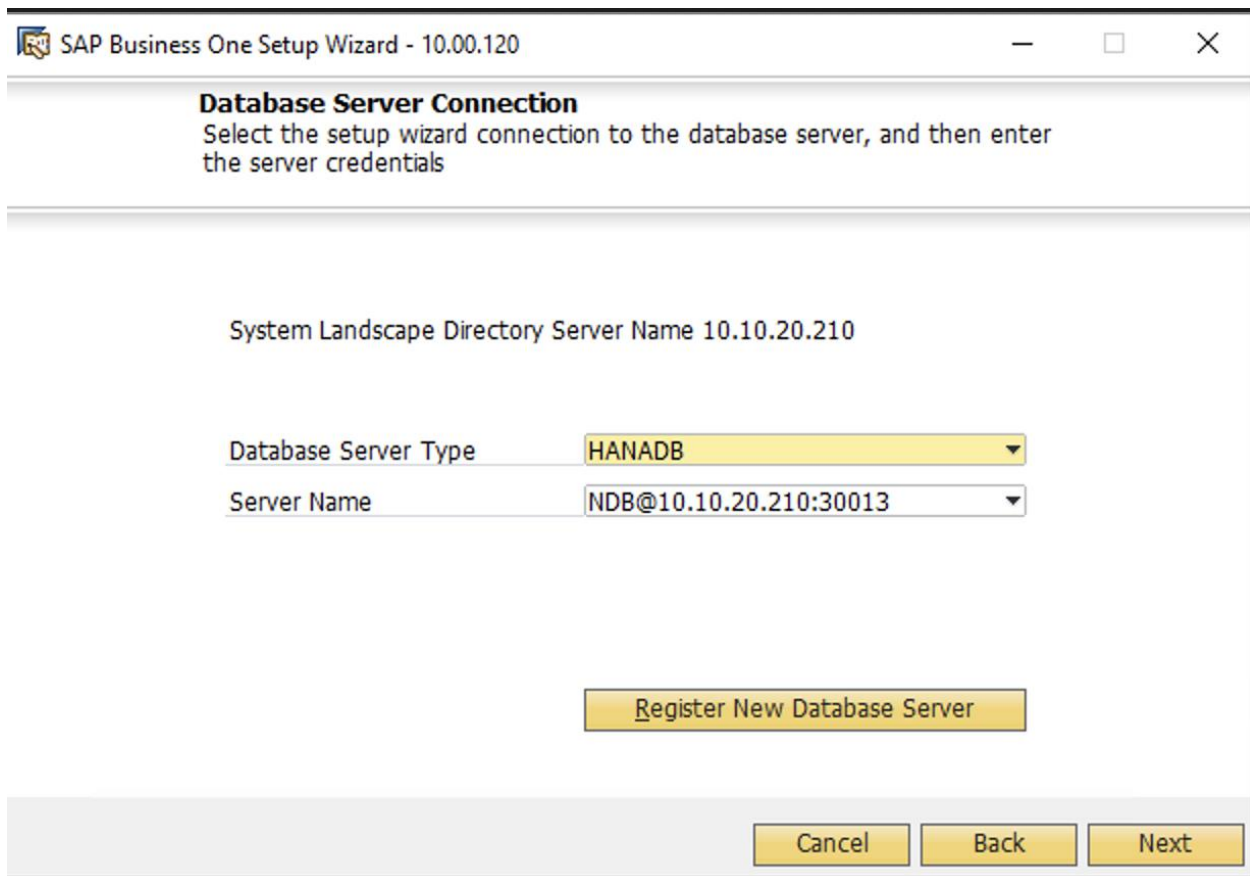 SAP Business One Setup Wizard - 10.00.120
Database Server Connection
Select the setup wizard connection to the database server, and then enter
the server credentials
System Landscape Directory Server Name 10.10.20.210
Database Server Type HANADB
Server Name NDB@10.10.20.210:30013
Register New Database Server
Cancel Back Next